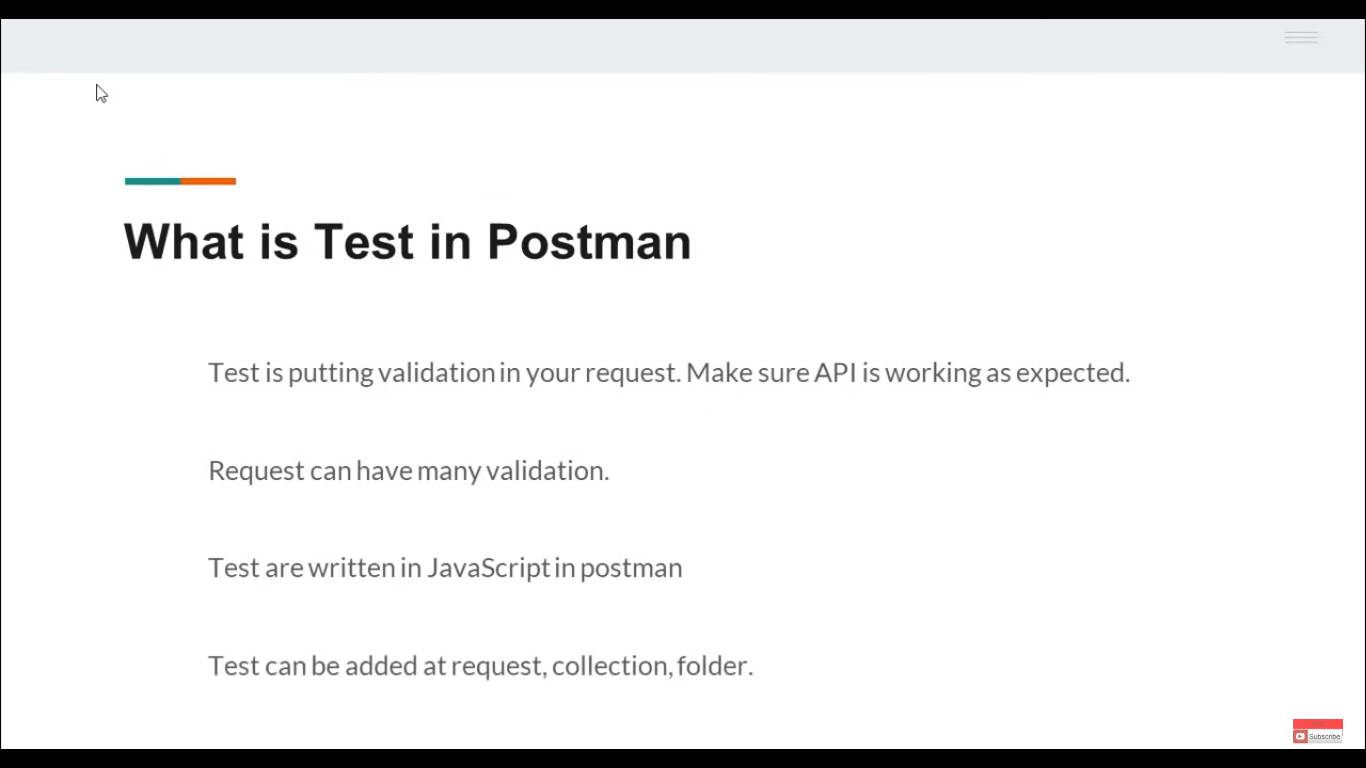 What is Test in Postman
Test is putting validation in your request. Make sure API is working as expected.
Request can have many validation.
Test are written in JavaScript in postman
Test can be added at request, collection, folder.
Subscribe